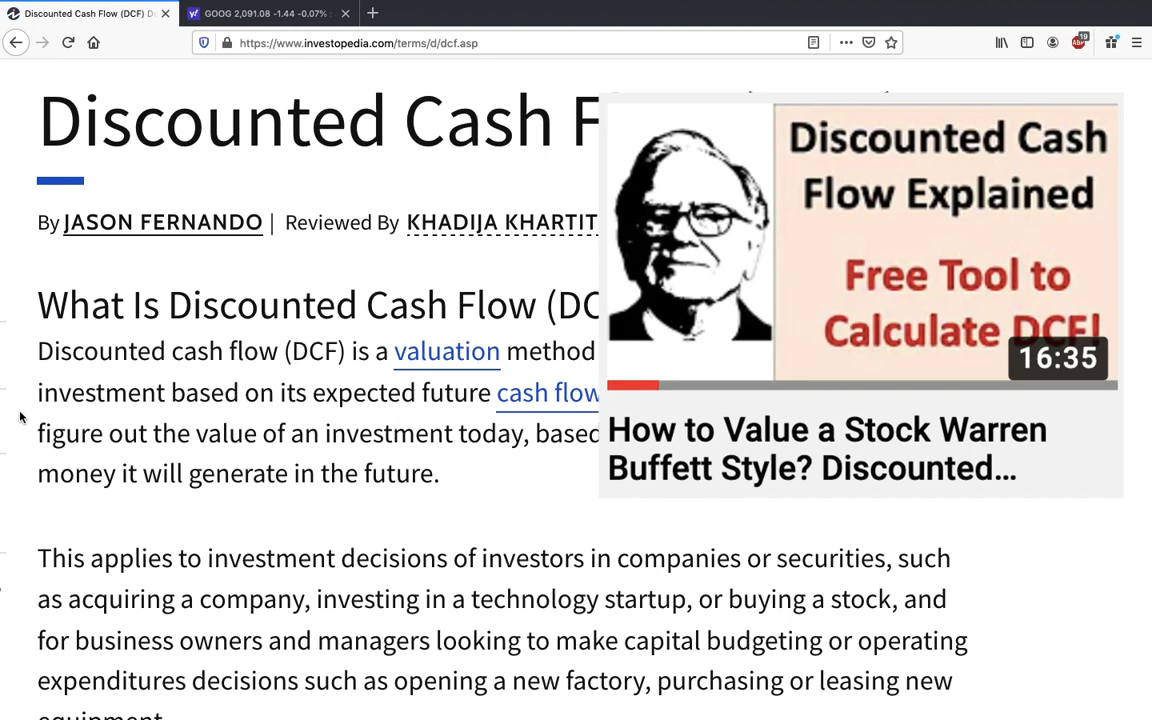 Discounted Cash Flow (DCF) D
GOOG 2,091.08 -1.44 -0.07%
https://www.investopedia.com/terms/d/dcf.asp
ABP
19
Discounted Cash F
By JASON FERNANDO | Reviewed By KHADIJA KHARTIT
What Is Discounted Cash Flow (DC
Discounted cash flow (DCF) is a valuation method
investment based on its expected future cash flow
figure out the value of an investment today, based
money it will generate in the future.
Discounted Cash
Flow Explained
Free Tool to
Calculate DCF!
16:35
How to Value a Stock Warren
Buffett Style? Discounted...
This applies to investment decisions of investors in companies or securities, such
as acquiring a company, investing in a technology startup, or buying a stock, and
for business owners and managers looking to make capital budgeting or operating
expenditures decisions such as opening a new factory, purchasing or leasing new
equipment.